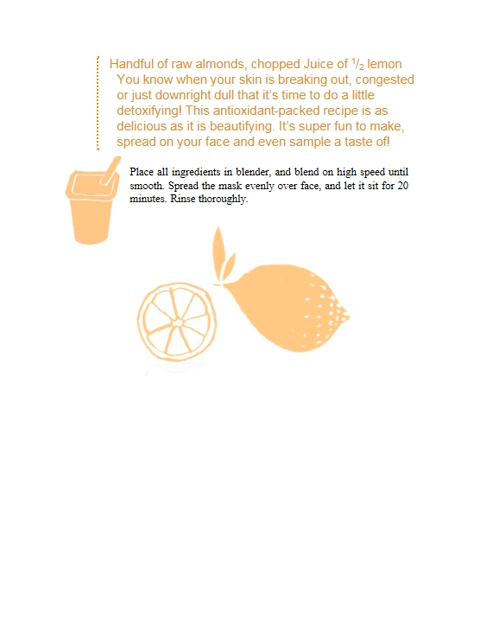 Handful of raw almonds, chopped Juice of 1/2 lemon
You know when your skin is breaking out, congested
or just downright dull that it’s time to do a little
detoxifying! This antioxidant-packed recipe is as
delicious as it is beautifying. It’s super fun to make,
spread on your face and even sample a taste of!
Place all ingredients in blender, and blend on high speed until
smooth. Spread the mask evenly over face, and let it sit for 20
minutes. Rinse thoroughly.